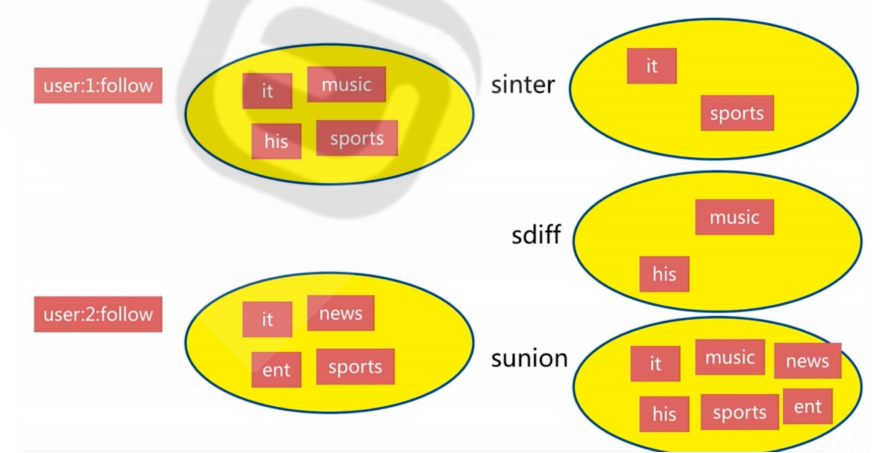 user:1:follow
it
music
his
sports
user:2:follow
it
news
ent
sports
sinter
it
sports
sdiff
music
his
sunion
it
music
news
his
sports
ent